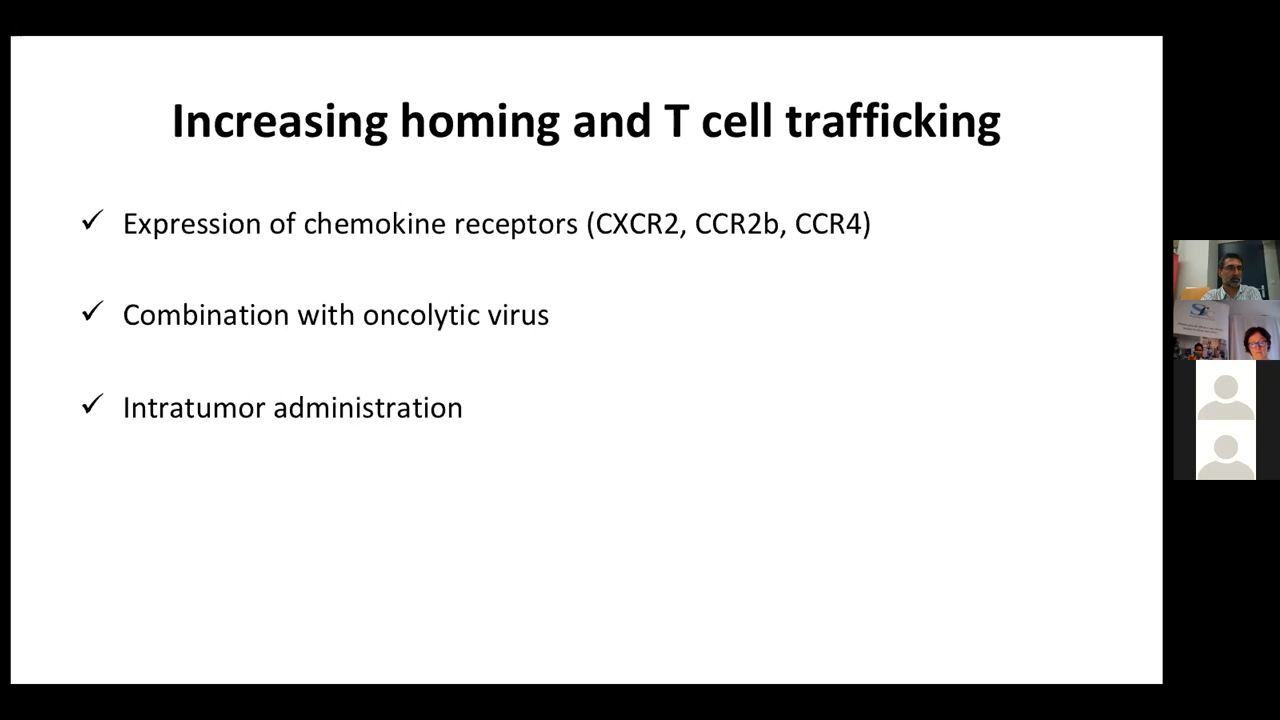 Increasing homing and T cell trafficking
✓ Expression of chemokine receptors (CXCR2, CCR2b, CCR4)
✓ Combination with oncolytic virus
✓ Intratumor administration